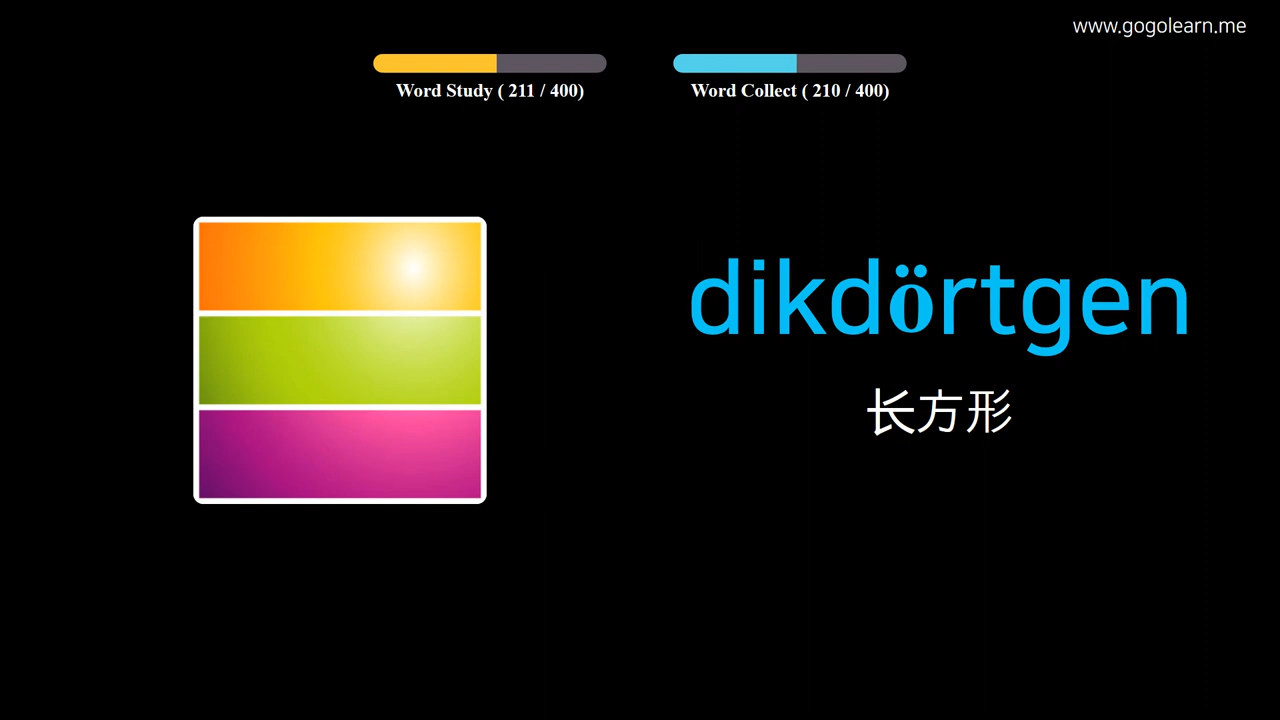 www.gogolearn.me
Word Study ( 211 / 400)
Word Collect ( 210 / 400)
dikdörtgen
长方形